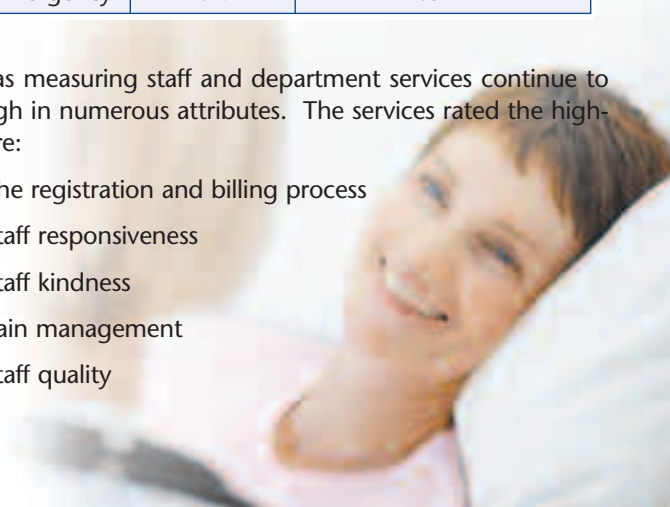 as measuring staff and department services continue to
gh in numerous attributes. The services rated the high-
re:
he registration and billing process
taff responsiveness
taff kindness
ain management
taff quality